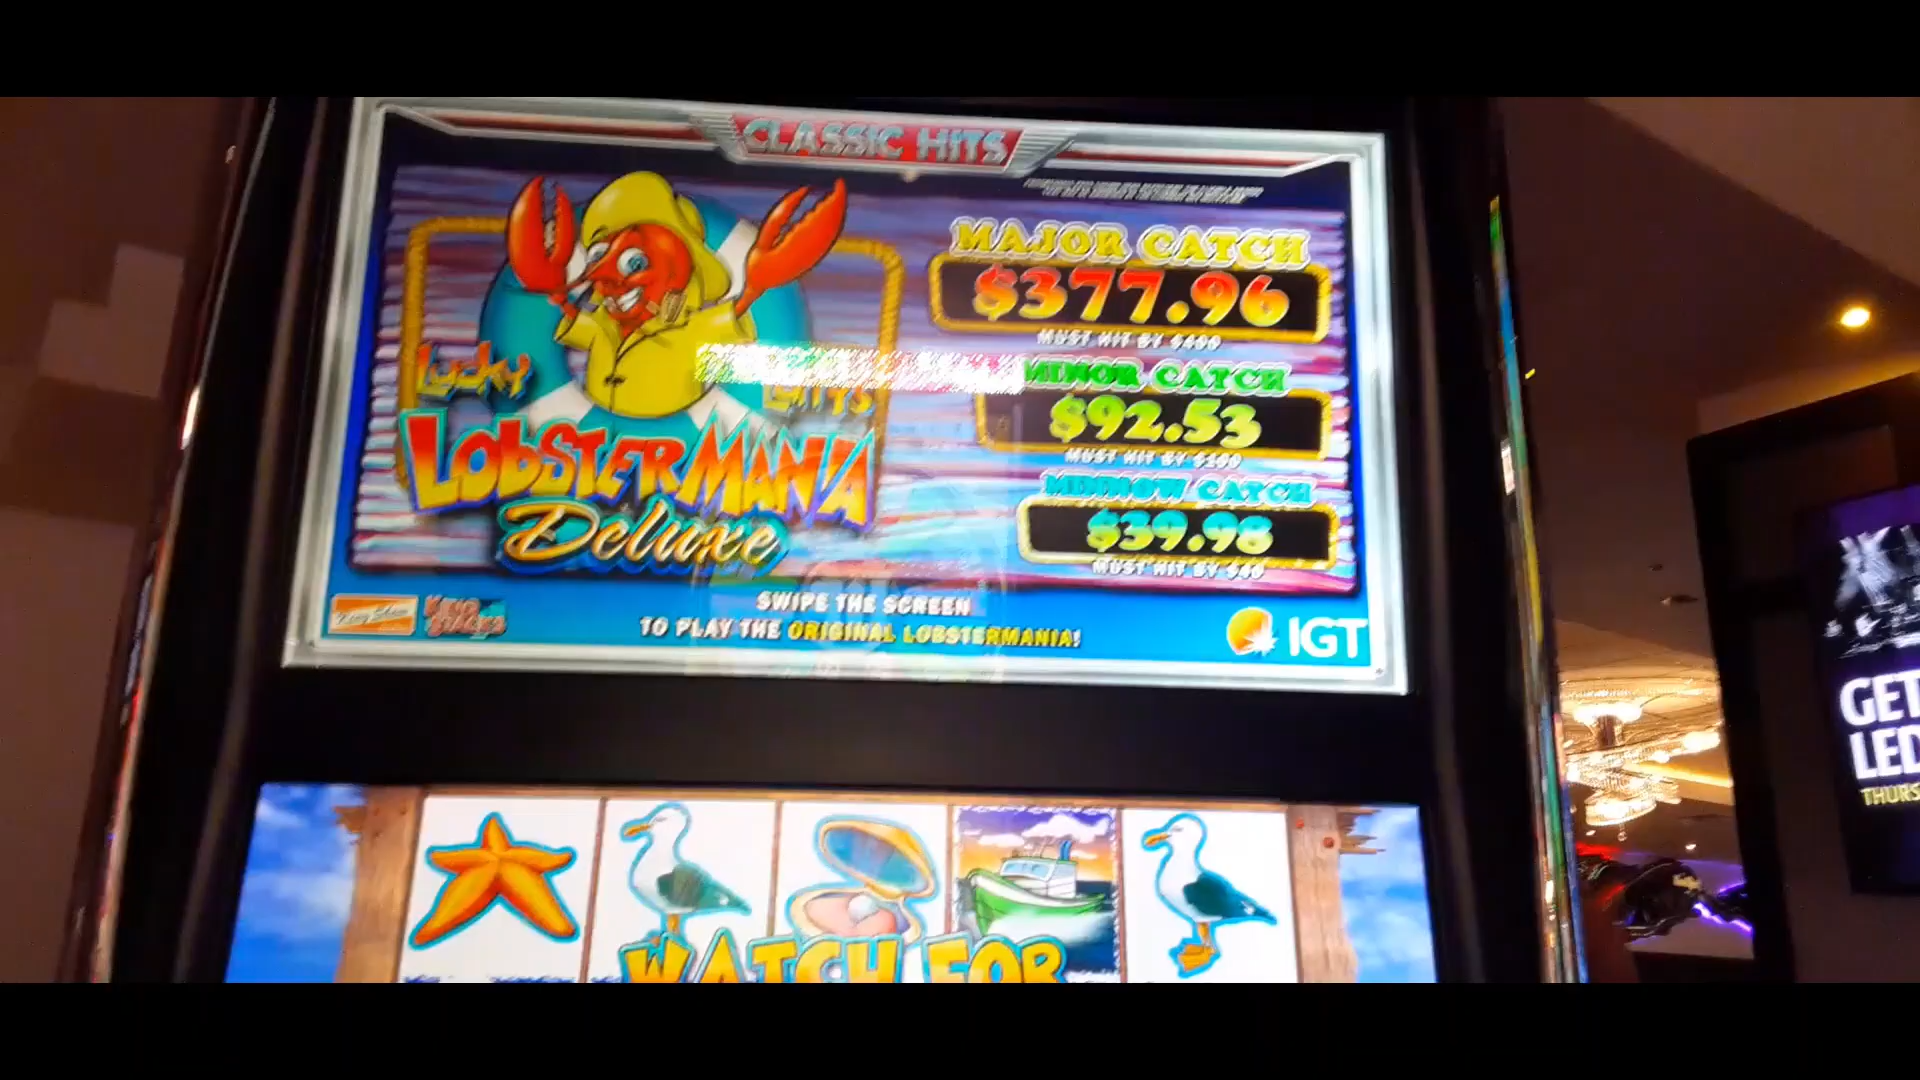 CLASSIC HITS
MAJOR CATCH
$377.96
MUST HIT BY $400
Lucky Larry's
LOBSTERMANIA
Deluxe
MINOR CATCH
$92.53
MUST HIT BY $100
MINNOW CATCH
$39.98
MUST HIT BY $40
SWIPE THE SCREEN
TO PLAY THE ORIGINAL LOBSTERMANIA!
IGT
WATCH FOR
GET
LED
THURS